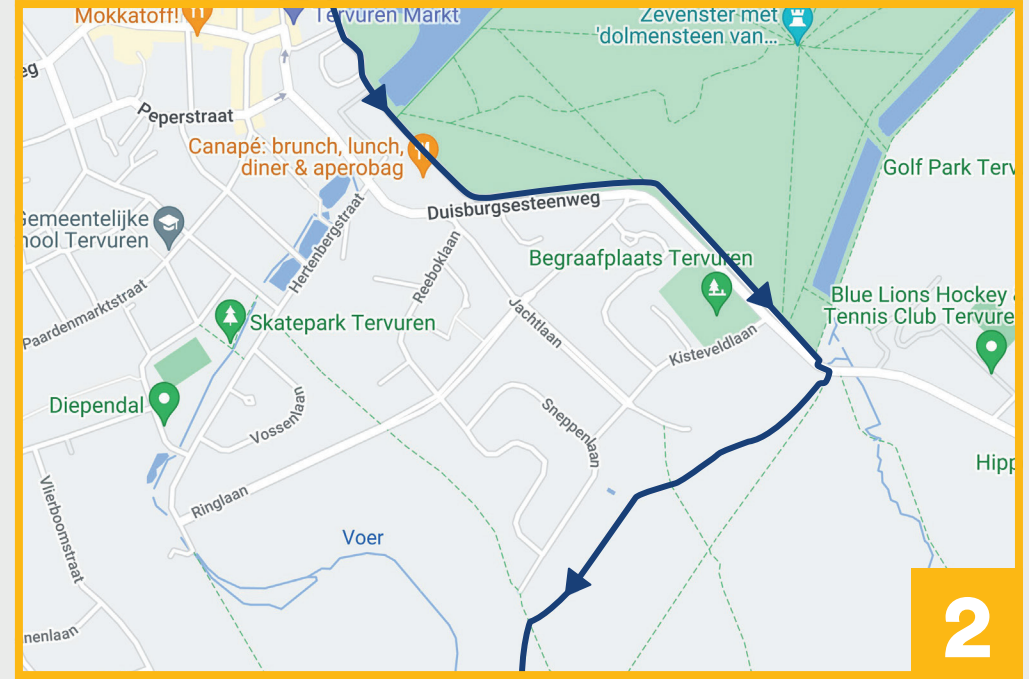 Mokkatoff!
Tervuren Markt
Zevenster met
'dolmensteen van...
eg
Peperstraat
Canapé: brunch, lunch,
diner & aperobag
Golf Park Terv
Duisburgsesteenweg
Gemeentelijke
hool Tervuren
Hertenbergstraat
Reeboklaan
Begraafplaats Tervuren
Paardenmarktstraat
Skatepark Tervuren
Jachtlaan
Kisteveldlaan
Blue Lions Hockey &
Tennis Club Tervure
Diependal
Vossenlaan
Sneppenlaan
Hipp
Vlierboomstraat
Ringlaan
Voer
nenlaan
2